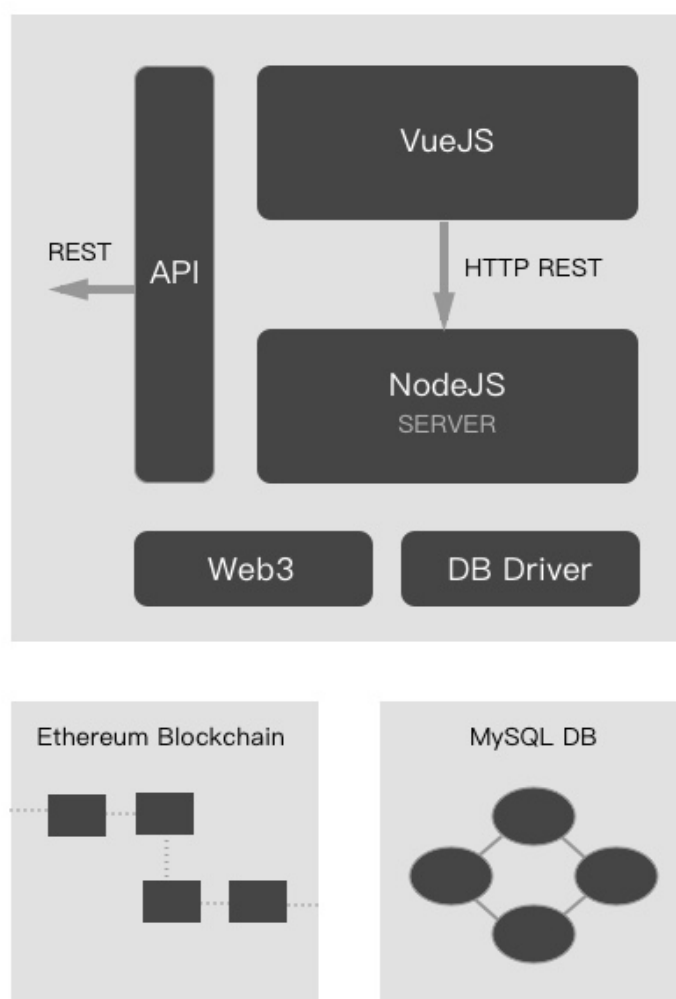 VueJS
REST
API
HTTP REST
NodeJS
SERVER
Web3
DB Driver
Ethereum Blockchain
MySQL DB